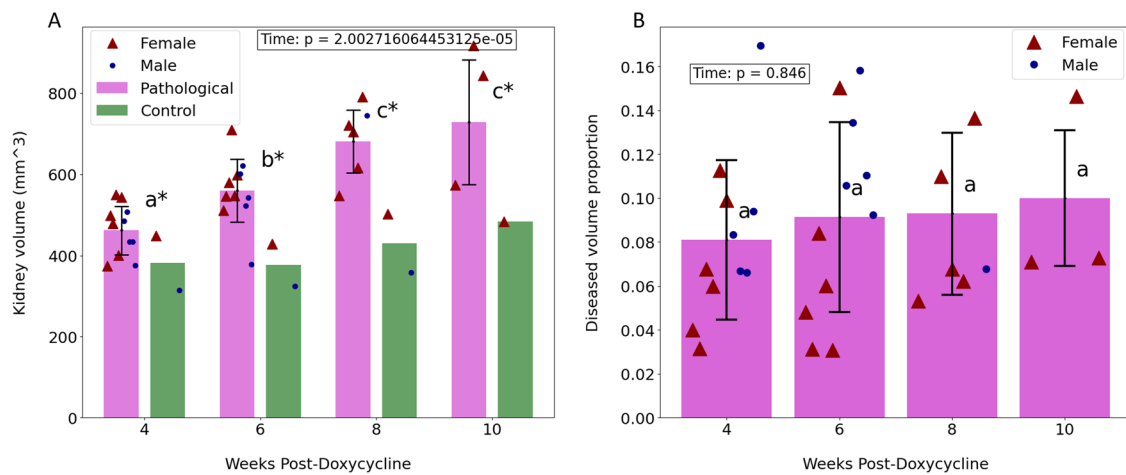 A
Time: p = 2.002716064453125e-05
Female
Male
Pathological
Control
a*
b*
c*
c*
Kidney volume (mm^3)
800
600
400
200
0
4
6
8
10
Weeks Post-Doxycycline
B
Time: p = 0.846
Female
Male
a
a
a
a
Diseased volume proportion
0.16
0.14
0.12
0.10
0.08
0.06
0.04
0.02
0.00
4
6
8
10
Weeks Post-Doxycycline